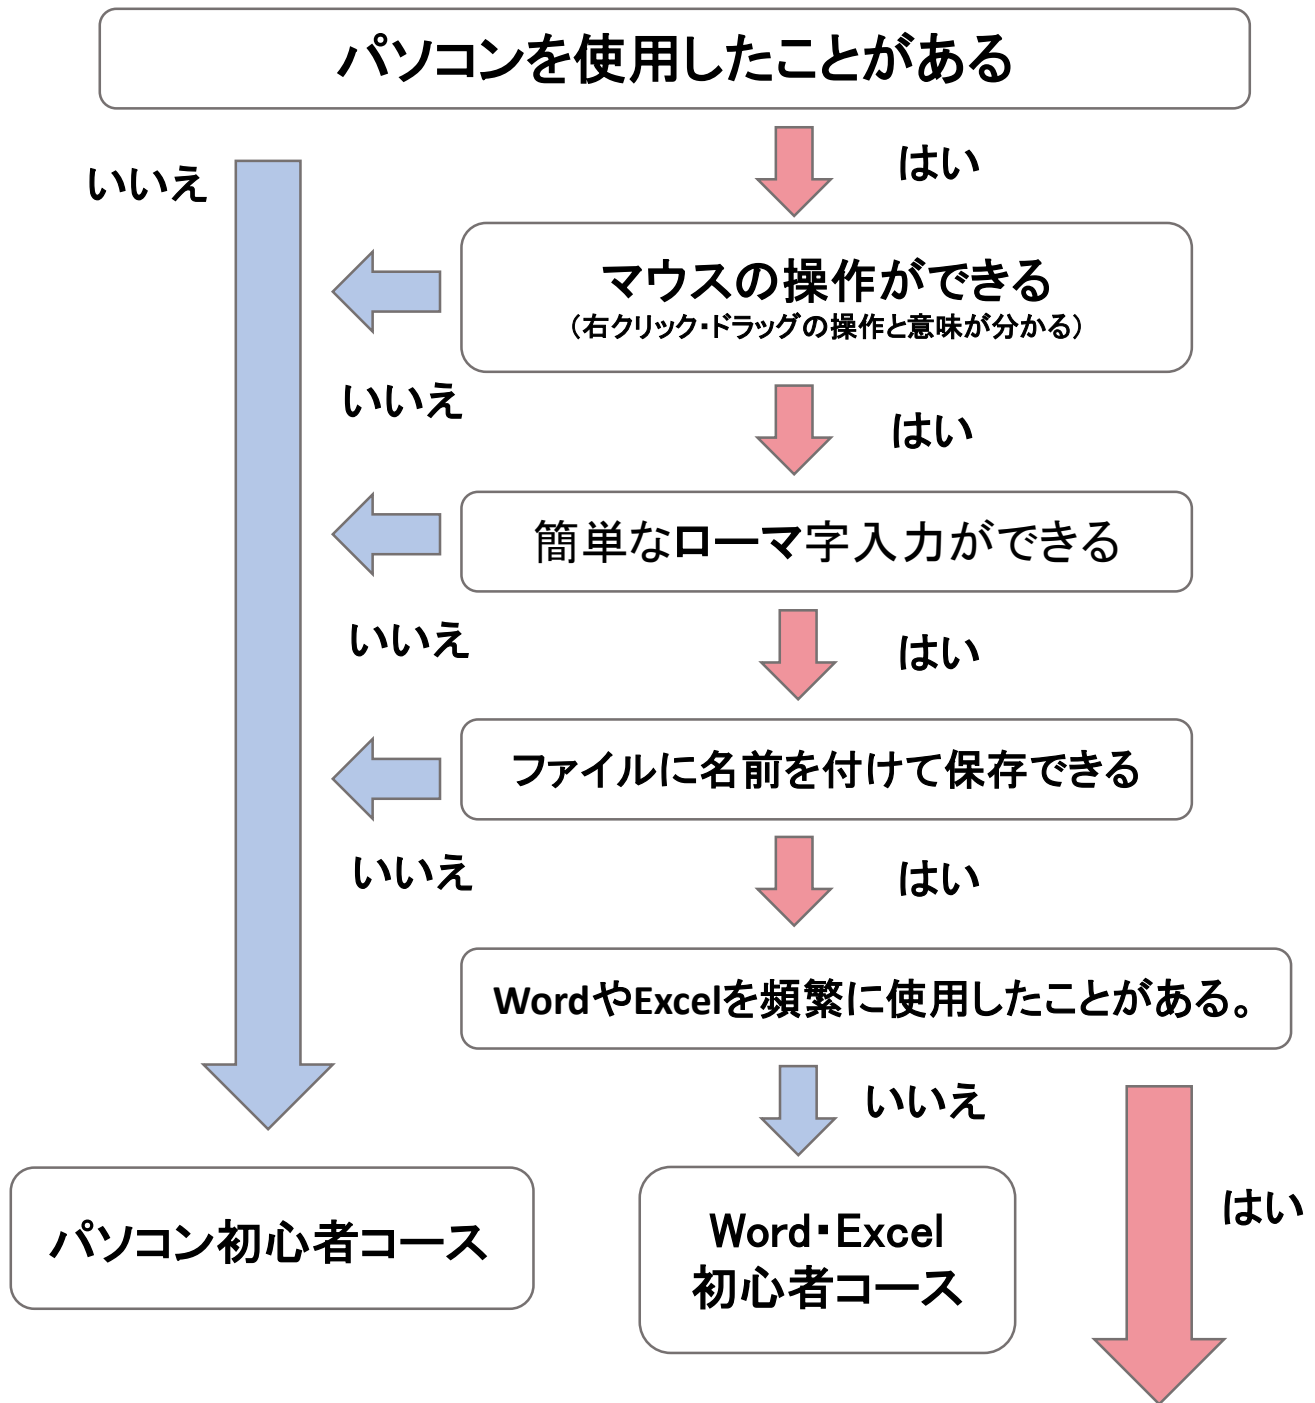 パソコンを使用したことがある
いいえ
はい
マウスの操作ができる
（右クリック・ドラッグの操作と意味が分かる）
いいえ
はい
簡単なローマ字入力ができる
いいえ
はい
ファイルに名前を付けて保存できる
いいえ
はい
WordやExcelを頻繁に使用したことがある。
いいえ
はい
パソコン初心者コース
Word・Excel
初心者コース